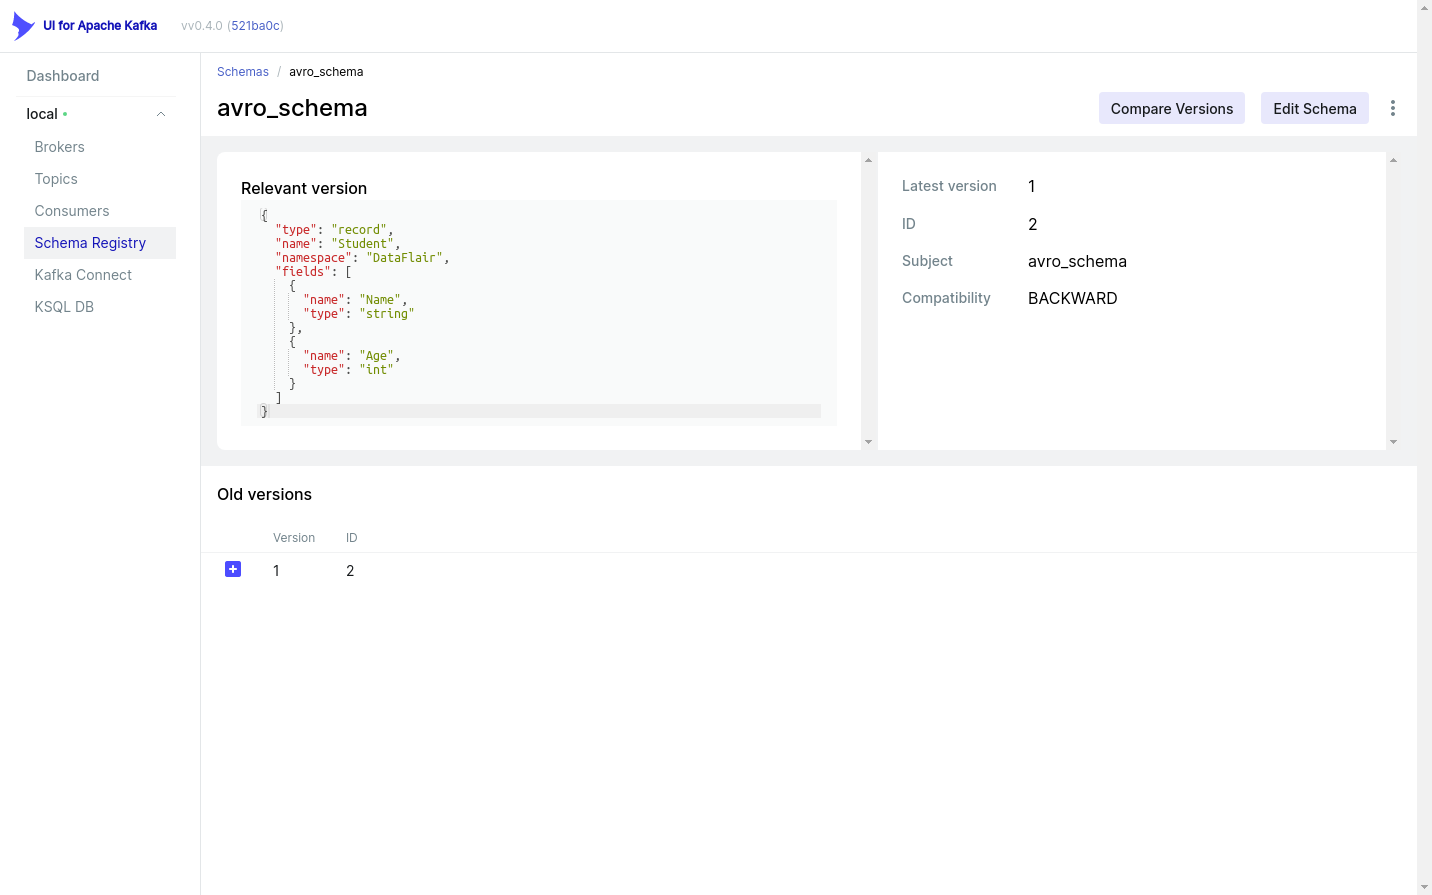 UI for Apache Kafka
vv0.4.0 (521ba0c)
Dashboard
local
Brokers
Topics
Consumers
Schema Registry
Kafka Connect
KSQL DB
Schemas / avro_schema
avro_schema
Compare Versions
Edit Schema
Relevant version
{
"type": "record",
"name": "Student",
"namespace": "DataFlair",
"fields": [
{
"name": "Name",
"type": "string"
},
{
"name": "Age",
"type": "int"
}
]
}
Latest version 1
ID 2
Subject avro_schema
Compatibility BACKWARD
Old versions
Version ID
1 2